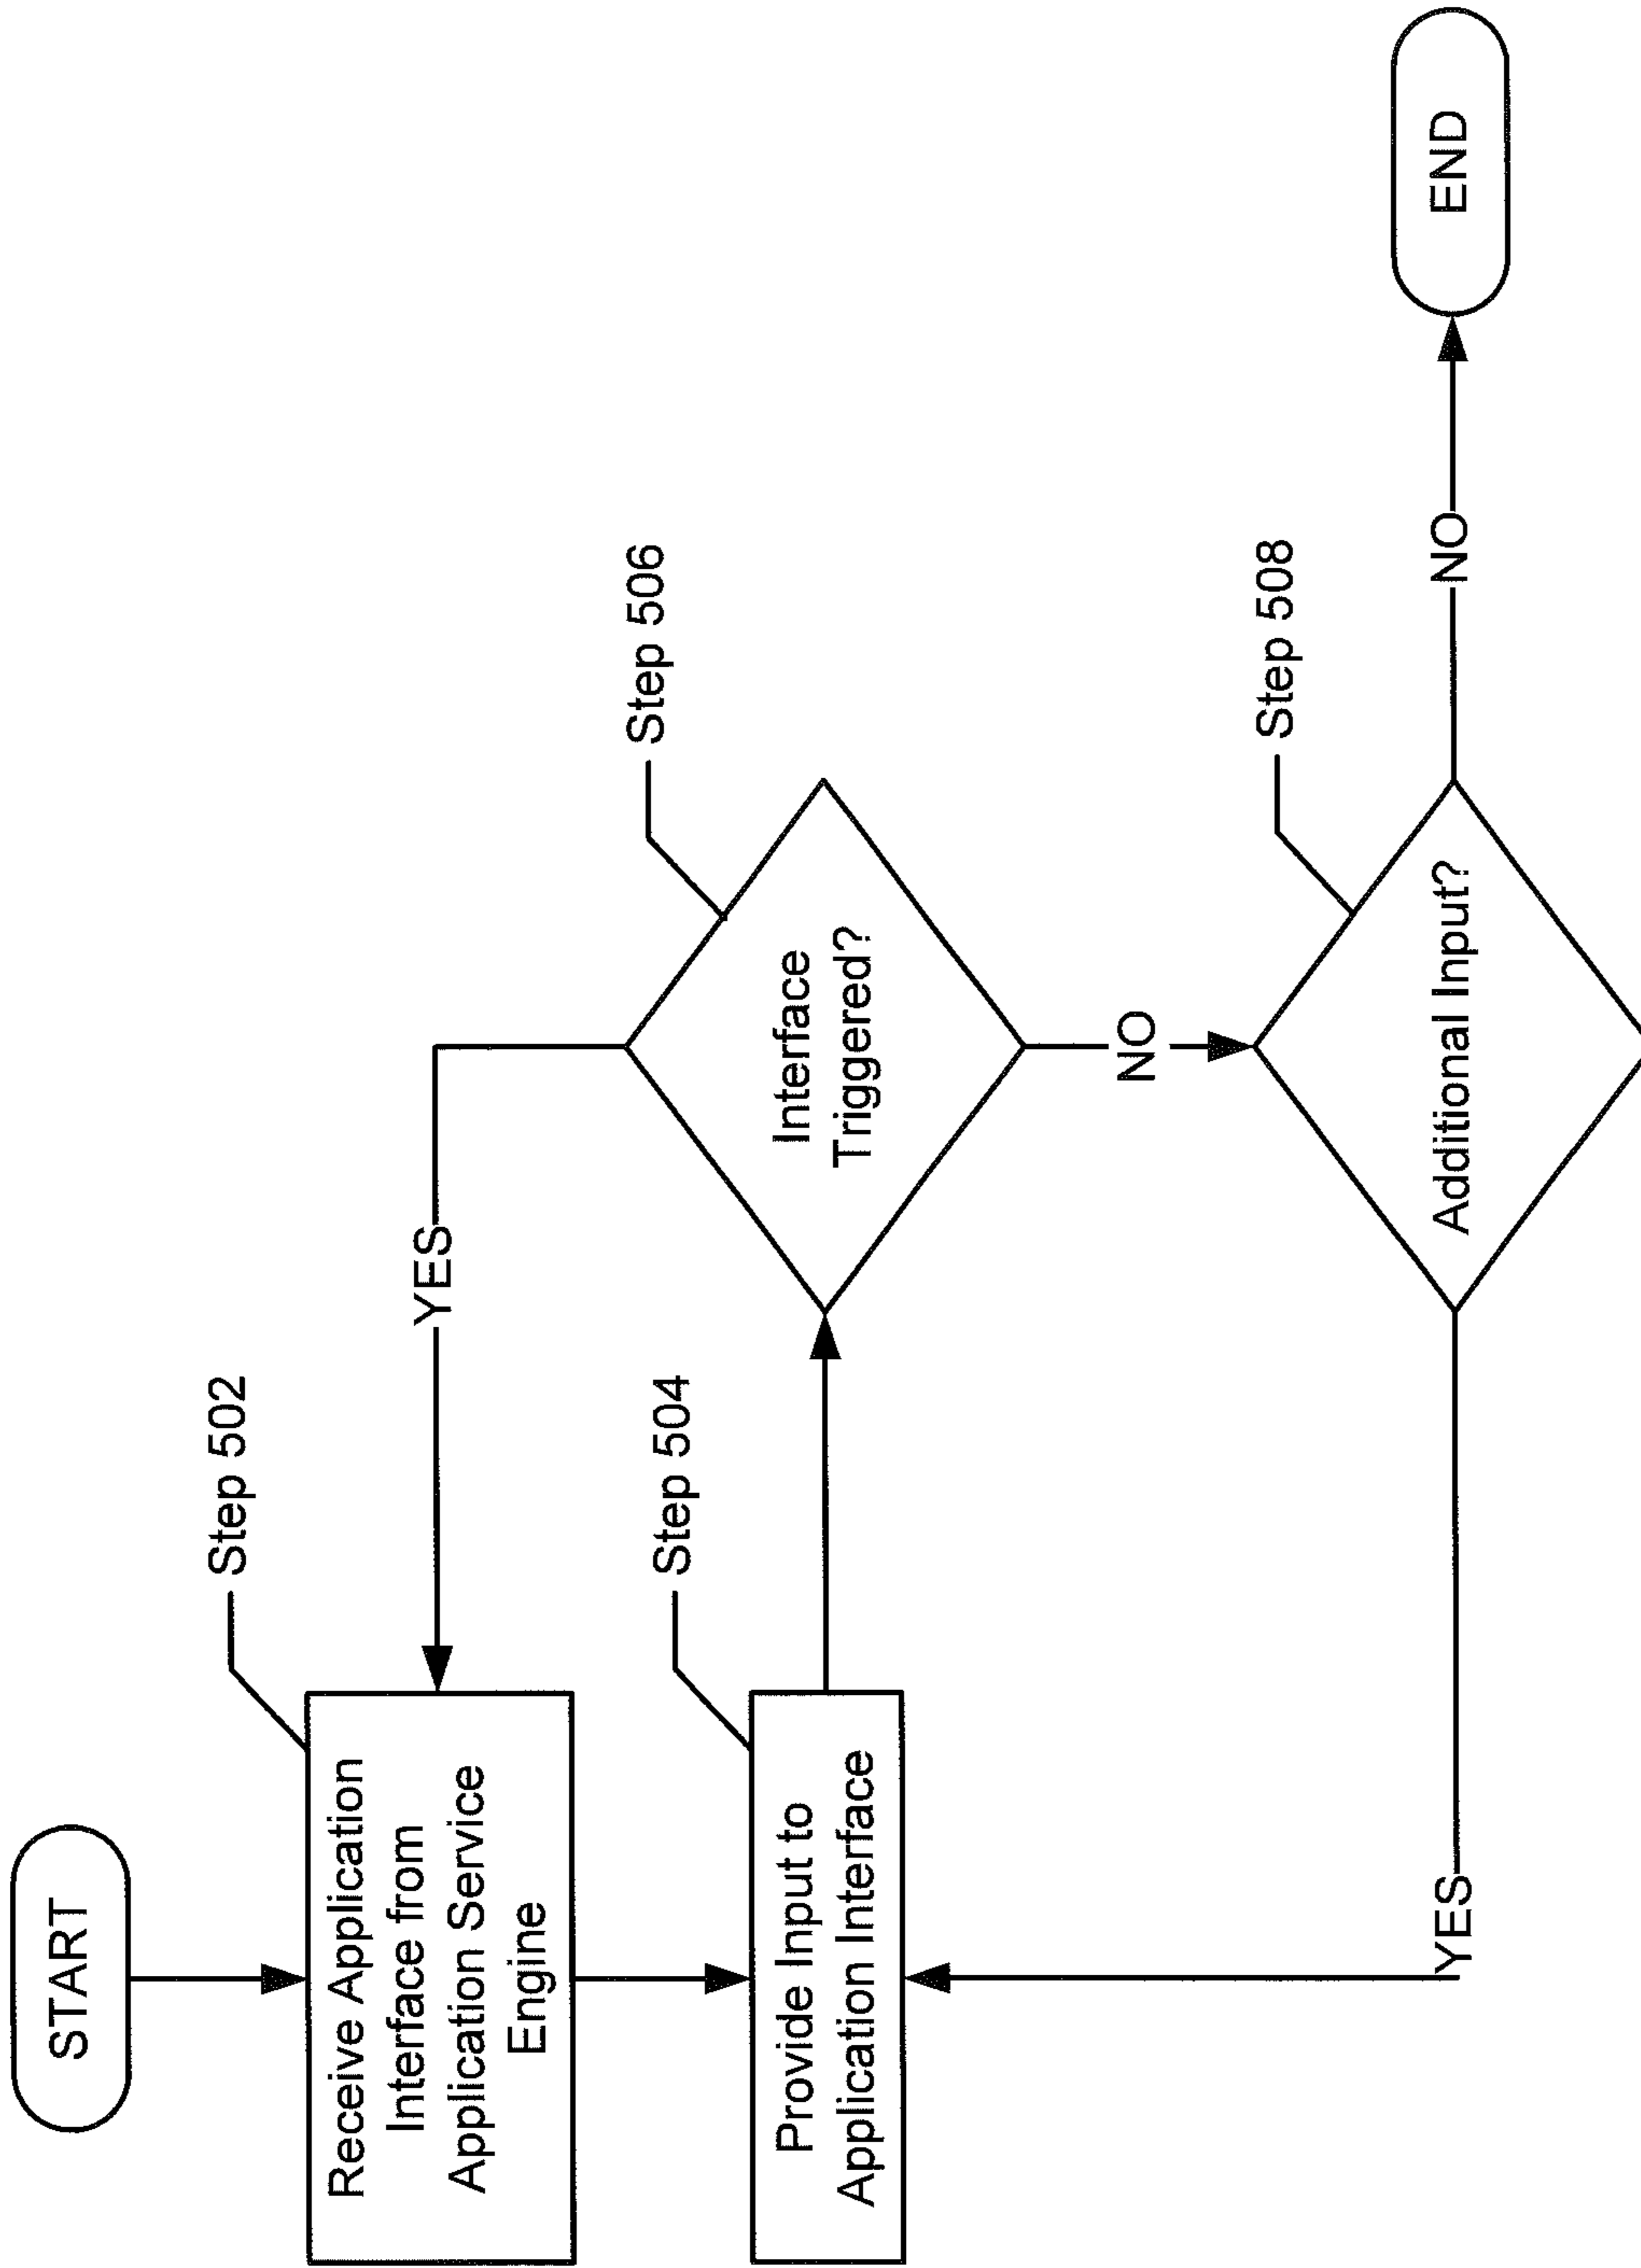 START
Step 502
Receive Application
Interface from
Application Service
Engine
YES
Step 504
Provide Input to
Application Interface
Step 506
Interface
Triggered?
NO
Step 508
Additional Input?
YES
NO
END